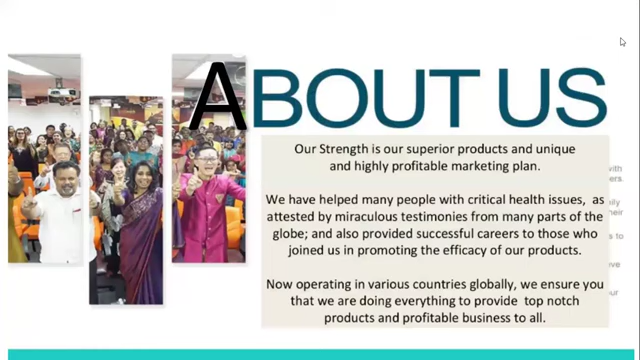 ABOUT US
Our Strength is our superior products and unique
and highly profitable marketing plan.
We have helped many people with critical health issues, as
attested by miraculous testimonies from many parts of the
globe; and also provided successful careers to those who
joined us in promoting the efficacy of our products.
Now operating in various countries globally, we ensure you
that we are doing everything to provide top notch
products and profitable business to all.